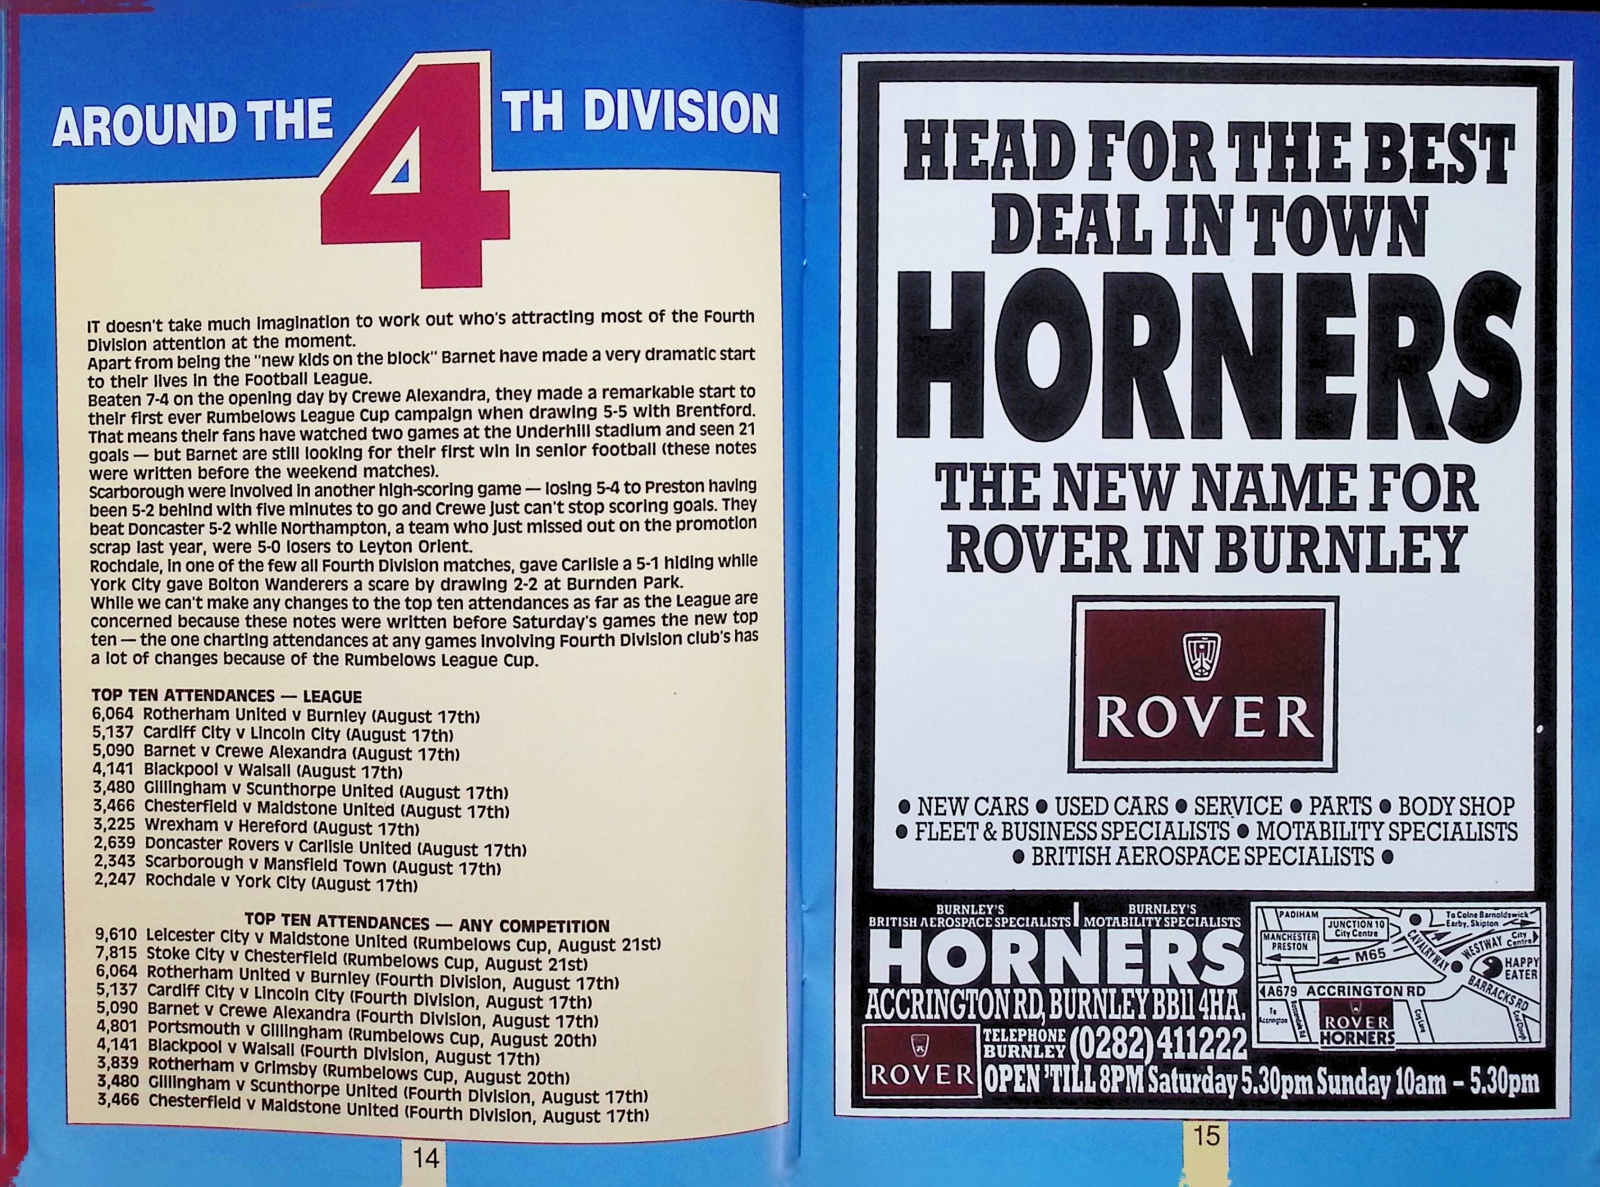 AROUND THE 4TH DIVISION
IT doesn't take much imagination to work out who's attracting most of the Fourth
Division attention at the moment.
Apart from being the "new kids on the block" Barnet have made a very dramatic start
to their lives in the Football League.
Beaten 7-4 on the opening day by Crewe Alexandra, they made a remarkable start to
their first ever Rumbelows League Cup campaign when drawing 5-5 with Brentford.
That means their fans have watched two games at the Underhill stadium and seen 21
goals — but Barnet are still looking for their first win in senior football (these notes
were written before the weekend matches).
Scarborough were involved in another high-scoring game — losing 5-4 to Preston having
been 5-2 behind with five minutes to go and Crewe just can't stop scoring goals. They
beat Doncaster 5-2 while Northampton, a team who just missed out on the promotion
scrap last year, were 5-0 losers to Leyton Orient.
Rochdale, in one of the few all Fourth Division matches, gave Carlisle a 5-1 hiding while
York City gave Bolton Wanderers a scare by drawing 2-2 at Burnden Park.
While we can't make any changes to the top ten attendances as far as the League are
concerned because these notes were written before Saturday's games the new top
ten — the one charting attendances at any games involving Fourth Division club's has
a lot of changes because of the Rumbelows League Cup.
TOP TEN ATTENDANCES — LEAGUE
6,064 Rotherham United v Burnley (August 17th)
5,137 Cardiff City v Lincoln City (August 17th)
5,090 Barnet v Crewe Alexandra (August 17th)
4,141 Blackpool v Walsall (August 17th)
3,480 Gillingham v Scunthorpe United (August 17th)
3,466 Chesterfield v Maidstone United (August 17th)
3,225 Wrexham v Hereford (August 17th)
2,639 Doncaster Rovers v Carlisle United (August 17th)
2,343 Scarborough v Mansfield Town (August 17th)
2,247 Rochdale v York City (August 17th)
TOP TEN ATTENDANCES — ANY COMPETITION
9,610 Leicester City v Maidstone United (Rumbelows Cup, August 21st)
7,815 Stoke City v Chesterfield (Rumbelows Cup, August 21st)
6,064 Rotherham United v Burnley (Fourth Division, August 17th)
5,137 Cardiff City v Lincoln City (Fourth Division, August 17th)
5,090 Barnet v Crewe Alexandra (Fourth Division, August 17th)
4,801 Portsmouth v Gillingham (Rumbelows Cup, August 20th)
4,141 Blackpool v Walsall (Fourth Division, August 17th)
3,839 Rotherham v Grimsby (Rumbelows Cup, August 20th)
3,480 Gillingham v Scunthorpe United (Fourth Division, August 17th)
3,466 Chesterfield v Maidstone United (Fourth Division, August 17th)
14
HEAD FOR THE BEST
DEAL IN TOWN
HORNERS
THE NEW NAME FOR
ROVER IN BURNLEY
ROVER
● NEW CARS ● USED CARS ● SERVICE ● PARTS ● BODY SHOP
● FLEET & BUSINESS SPECIALISTS ● MOTABILITY SPECIALISTS
● BRITISH AEROSPACE SPECIALISTS ●
BURNLEY'S
BRITISH AEROSPACE SPECIALISTS
BURNLEY'S
MOTABILITY SPECIALISTS
HORNERS
ACCRINGTON RD, BURNLEY BB11 4HA.
ROVER
TELEPHONE
BURNLEY (0282) 411222
OPEN 'TILL 8PM Saturday 5.30pm Sunday 10am – 5.30pm
PADIHAM
JUNCTION 10
City Centre
To Colne Barnoldswick
Earby, Skipton
MANCHESTER
PRESTON
M65
CAVALRY WAY
WESTWAY
City
Centre
HAPPY
EATER
A679 ACCRINGTON RD
BARRACKS RD
To
Accrington
ROVER
HORNERS
15